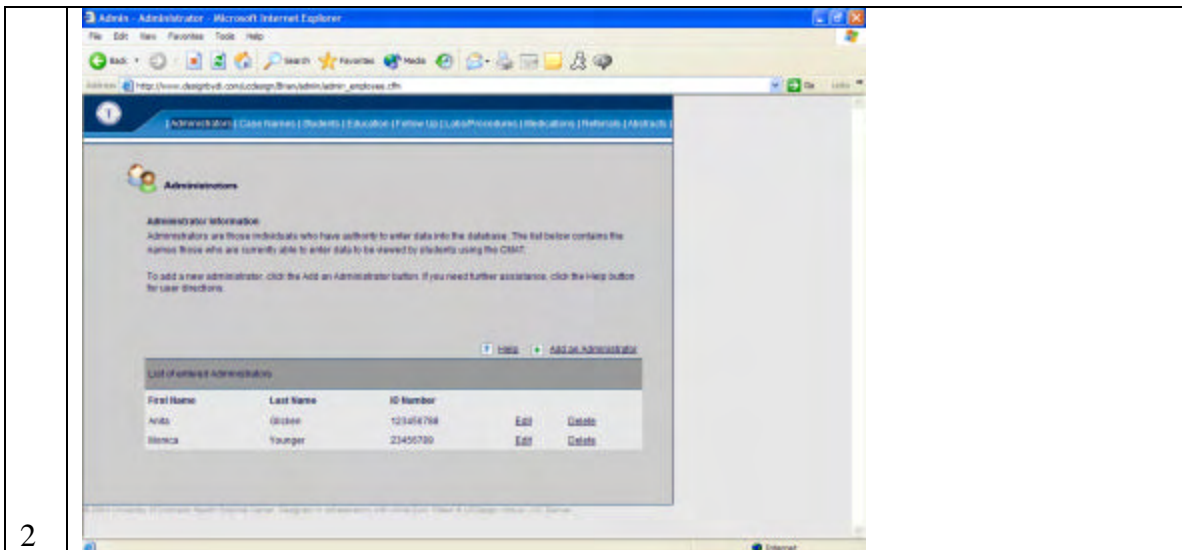 Admin - Administrator - Microsoft Internet Explorer
File Edit View Favorites Tools Help
Back Search Favorites Media
Address http://www.designbydl.com/ Go Links
| Administrators | Case Names | Students | Education | Follow Up | Labs/Procedures | Medications | Referrals | Abstracts |
Administrators
Administrator Information
Administrators are those individuals who have authority to enter data into the database. The list below contains the
names those who are currently able to enter data to be viewed by students using the CMAT.
To add a new administrator, click the Add an Administrator button. If you need further assistance, click the Help button
for user directions.
Help Add an Administrator
List of entered Administrators
First Name Last Name ID Number
Anita 123456788 Edit Delete
Monica Younger 23456789 Edit Delete
2
Internet